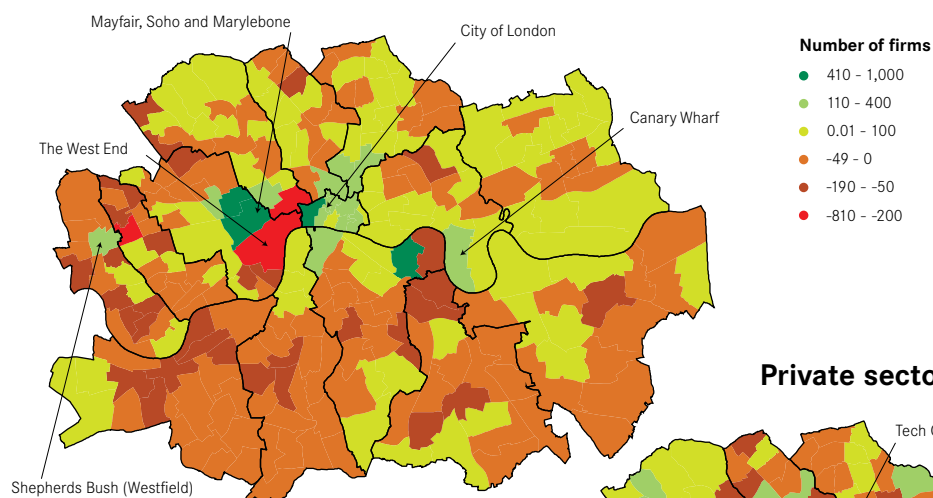 Mayfair, Soho and Marylebone
City of London
Number of firms
410 - 1,000
110 - 400
0.01 - 100
-49 - 0
-190 - -50
-810 - -200
Canary Wharf
The West End
Private secto
Tech
Shepherds Bush (Westfield)